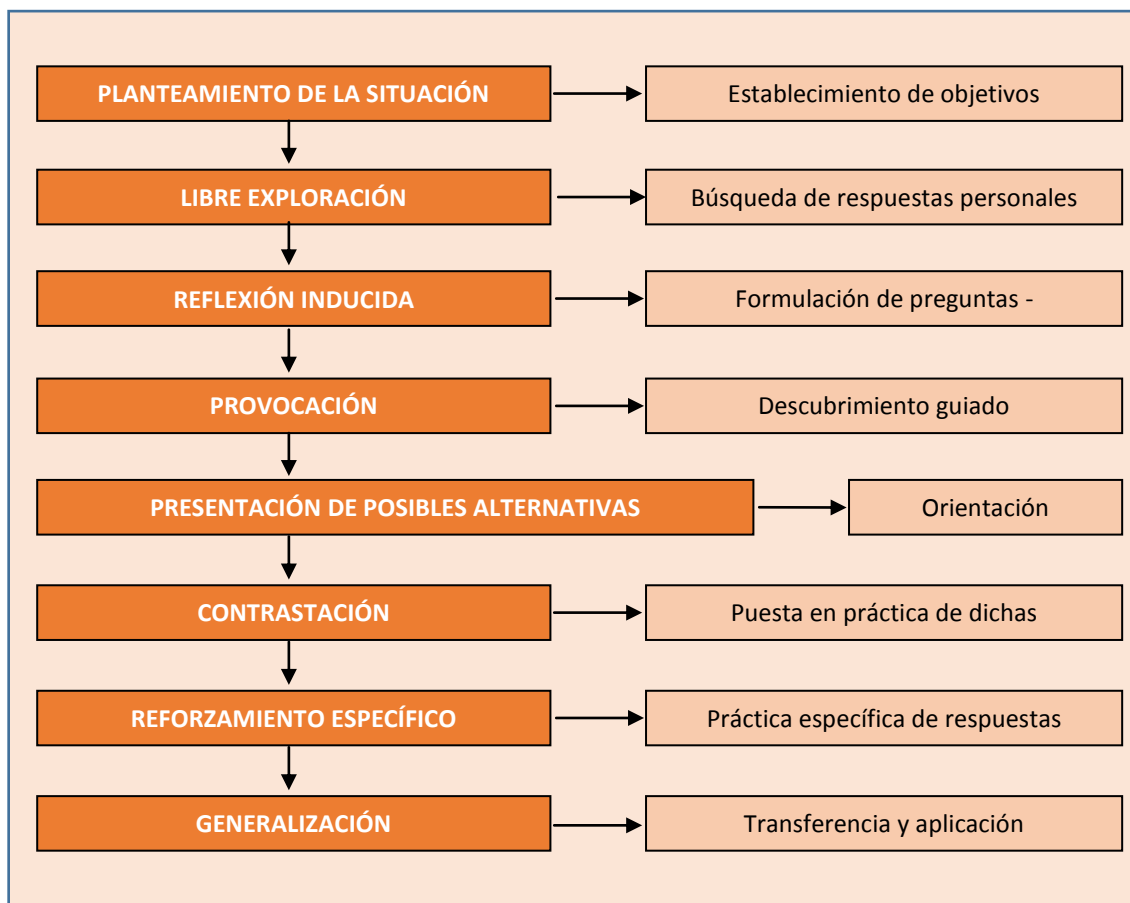 PLANTEAMIENTO DE LA SITUACIÓN
Establecimiento de objetivos
LIBRE EXPLORACIÓN
Búsqueda de respuestas personales
REFLEXIÓN INDUCIDA
Formulación de preguntas -
PROVOCACIÓN
Descubrimiento guiado
PRESENTACIÓN DE POSIBLES ALTERNATIVAS
Orientación
CONTRASTACIÓN
Puesta en práctica de dichas
REFORZAMIENTO ESPECÍFICO
Práctica específica de respuestas
GENERALIZACIÓN
Transferencia y aplicación